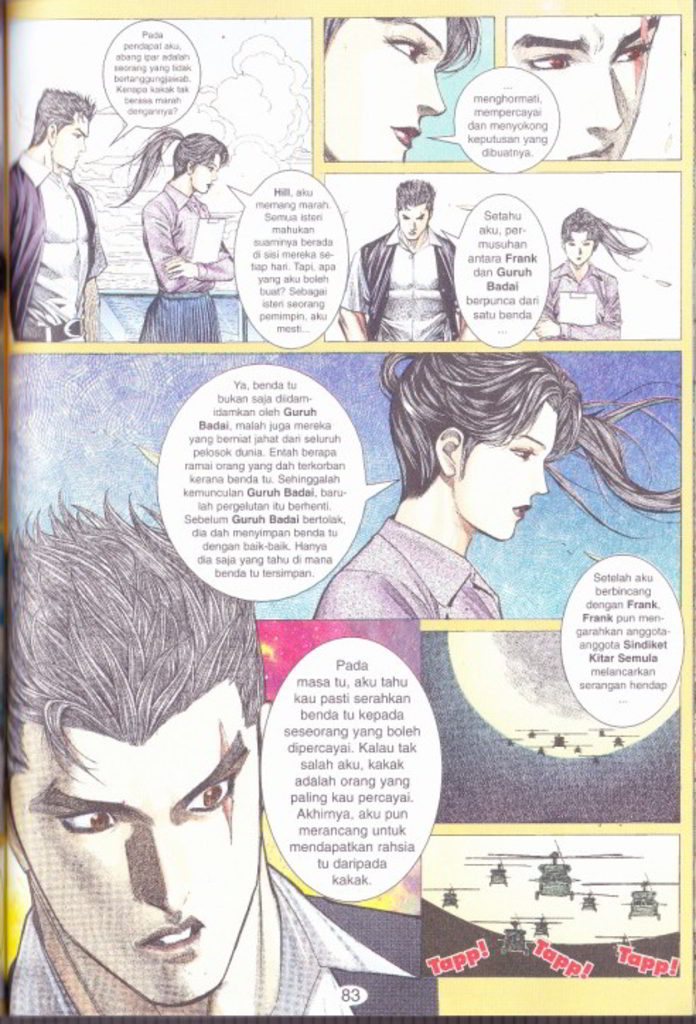 Pada
pendapat aku,
abang ipar adalah
seorang yang tidak
bertanggungjawab.
Kenapa kakak tak
berasa marah
dengannya?
Hill, aku
memang marah.
Semua isteri
mahukan
suaminya berada
di sisi mereka se-
tiap hari. Tapi, apa
yang aku boleh
buat? Sebagai
isteri seorang
pemimpin, aku
mesti...
...
menghormati,
mempercayai
dan menyokong
keputusan yang
dibuatnya.
Setahu
aku, per-
musuhan
antara Frank
dan Guruh
Badai
berpunca dari
satu benda
...
Ya, benda tu
bukan saja diidam-
idamkan oleh Guruh
Badai, malah juga mereka
yang berniat jahat dari seluruh
pelosok dunia. Entah berapa
ramai orang yang dah terkorban
kerana benda tu. Sehinggalah
kemunculan Guruh Badai, baru-
lah pergelutan itu berhenti.
Sebelum Guruh Badai bertolak,
dia dah menyimpan benda tu
dengan baik-baik. Hanya
dia saja yang tahu di mana
benda tu tersimpan.
Pada
masa tu, aku tahu
kau pasti serahkan
benda tu kepada
seseorang yang boleh
dipercayai. Kalau tak
salah aku, kakak
adalah orang yang
paling kau percayai.
Akhirnya, aku pun
merancang untuk
mendapatkan rahsia
tu daripada
kakak.
Setelah aku
berbincang
dengan Frank,
Frank pun men-
garahkan anggota-
anggota Sindiket
Kitar Semula
melancarkan
serangan hendap
...
Tapp! Tapp! Tapp!
83